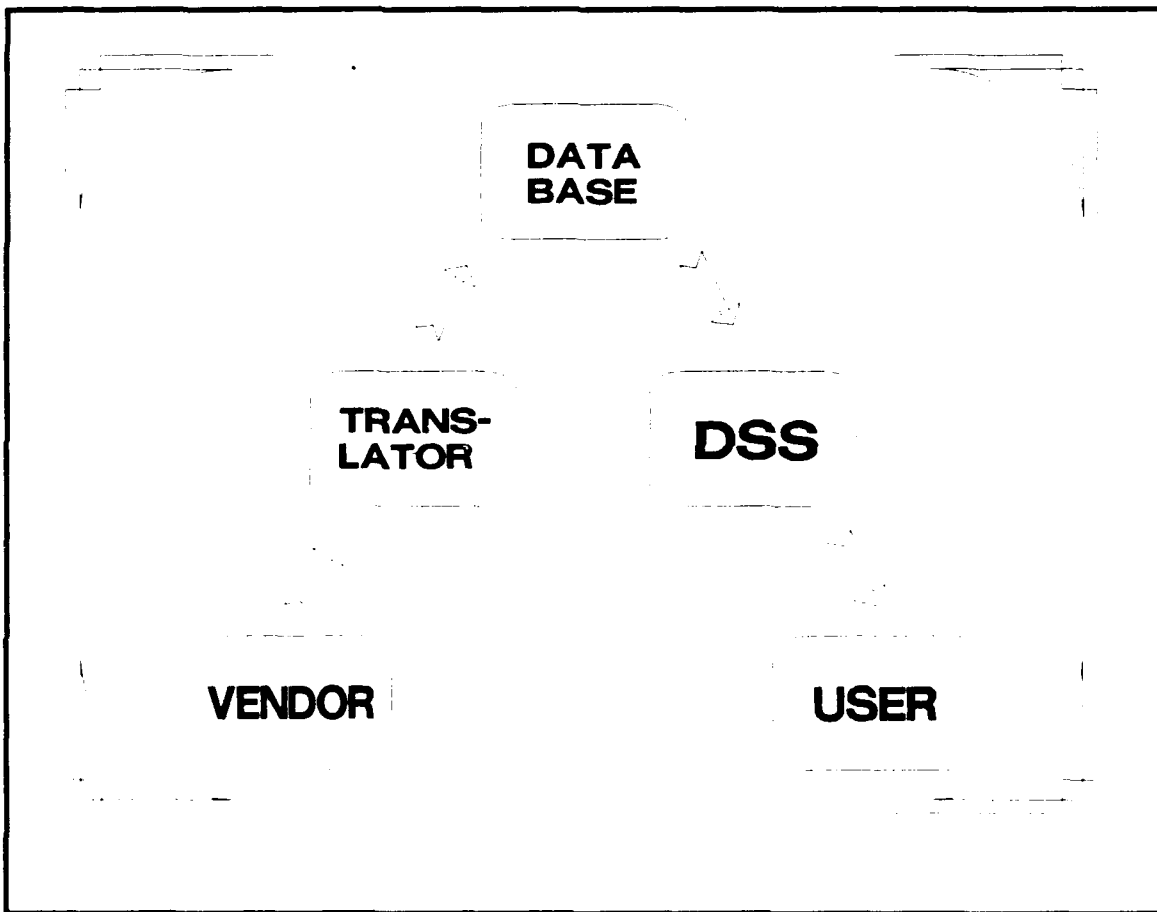 DATA
BASE
TRANS-
LATOR
DSS
VENDOR
USER